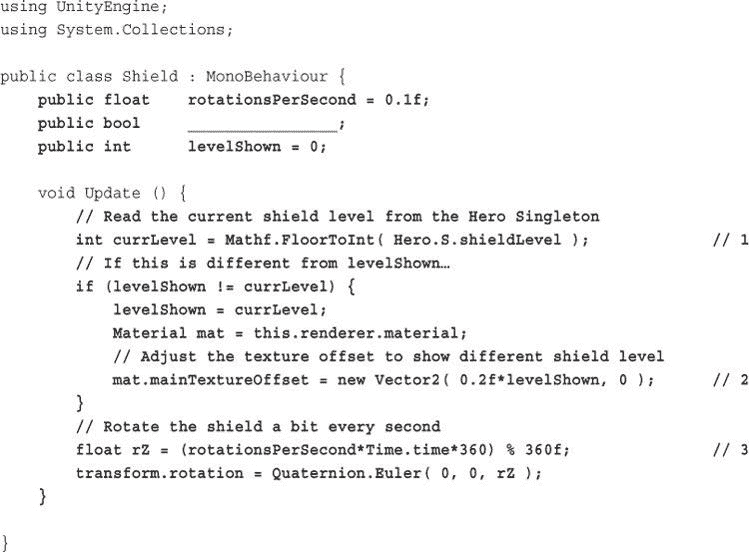 using UnityEngine;
using System.Collections;

public class Shield : MonoBehaviour {
    public float    rotationsPerSecond = 0.1f;
    public bool     ________________;
    public int      levelShown = 0;

    void Update () {
        // Read the current shield level from the Hero Singleton
        int currLevel = Mathf.FloorToInt( Hero.S.shieldLevel );             // 1
        // If this is different from levelShown…
        if (levelShown != currLevel) {
            levelShown = currLevel;
            Material mat = this.renderer.material;
            // Adjust the texture offset to show different shield level
            mat.mainTextureOffset = new Vector2( 0.2f*levelShown, 0 );      // 2
        }
        // Rotate the shield a bit every second
        float rZ = (rotationsPerSecond*Time.time*360) % 360f;               // 3
        transform.rotation = Quaternion.Euler( 0, 0, rZ );
    }

}